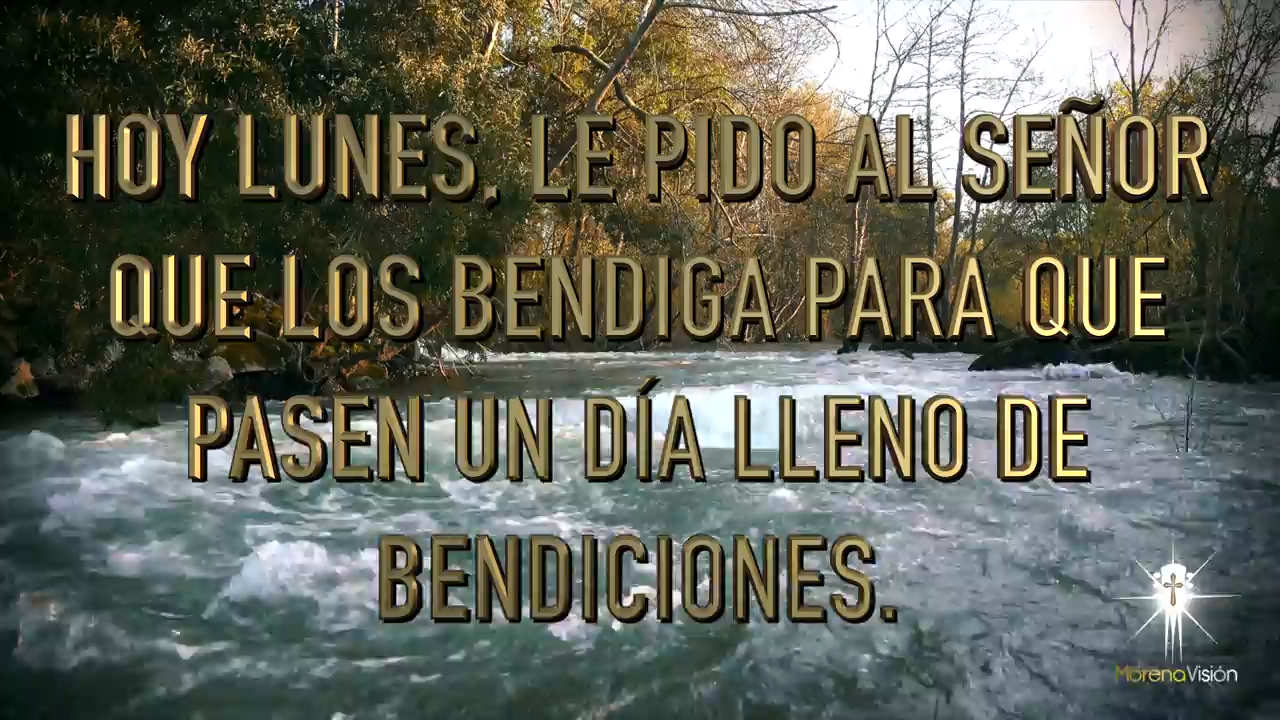 HOY LUNES, LE PIDO AL SEÑOR
QUE LOS BENDIGA PARA QUE
PASEN UN DÍA LLENO DE
BENDICIONES.
MorenaVisión